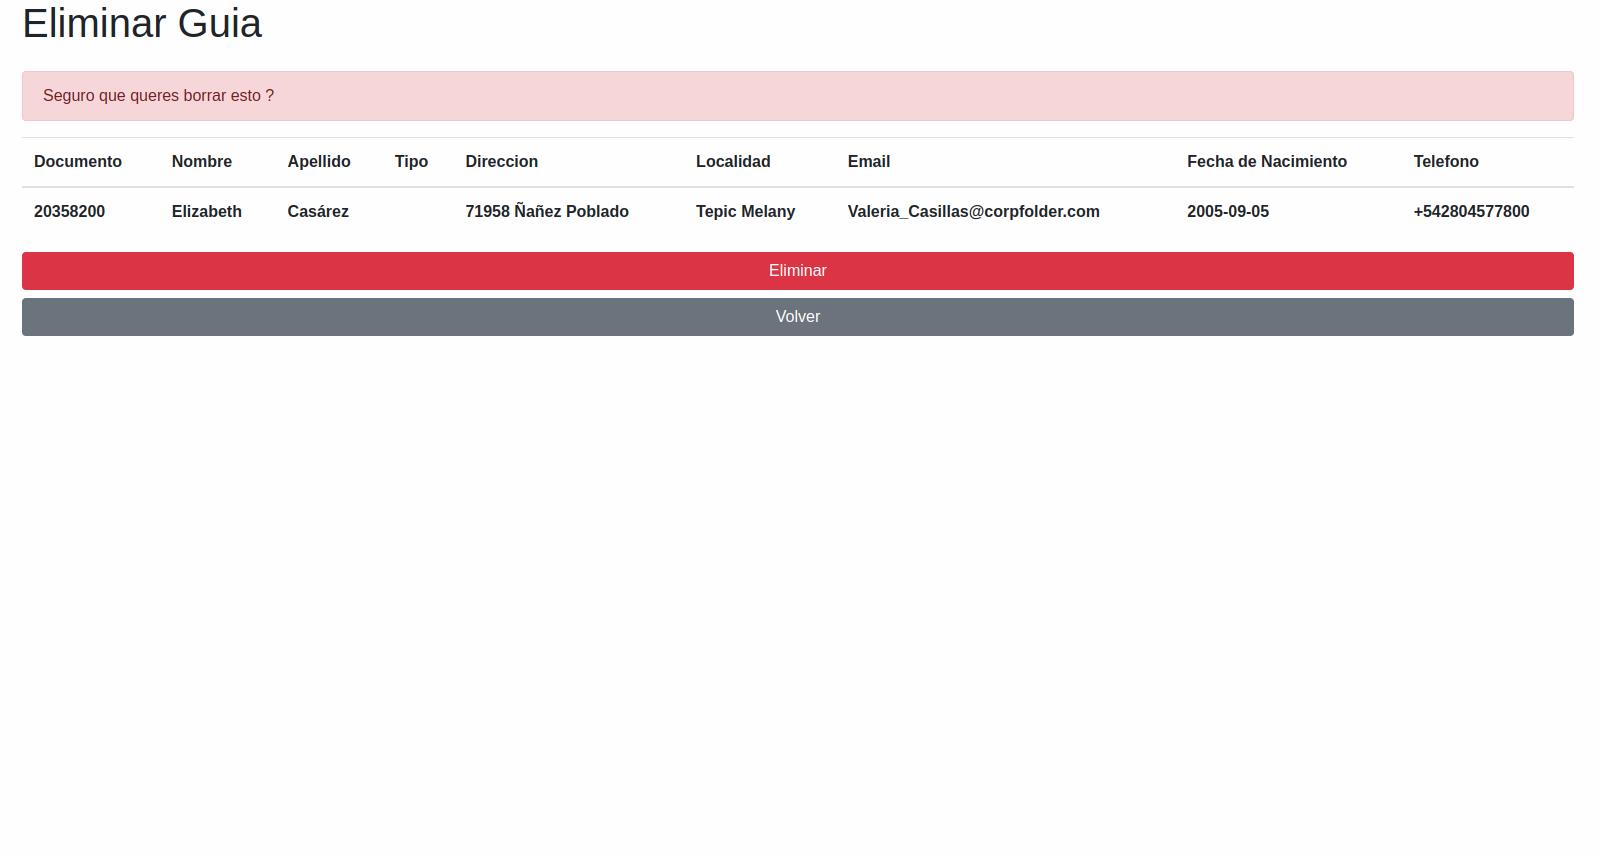 Eliminar Guia
Seguro que queres borrar esto ?
Documento Nombre Apellido Tipo Direccion Localidad Email Fecha de Nacimiento Telefono
20358200 Elizabeth Casárez 71958 Ñañez Poblado Tepic Melany Valeria_Casillas@corpfolder.com 2005-09-05 +542804577800
Eliminar
Volver